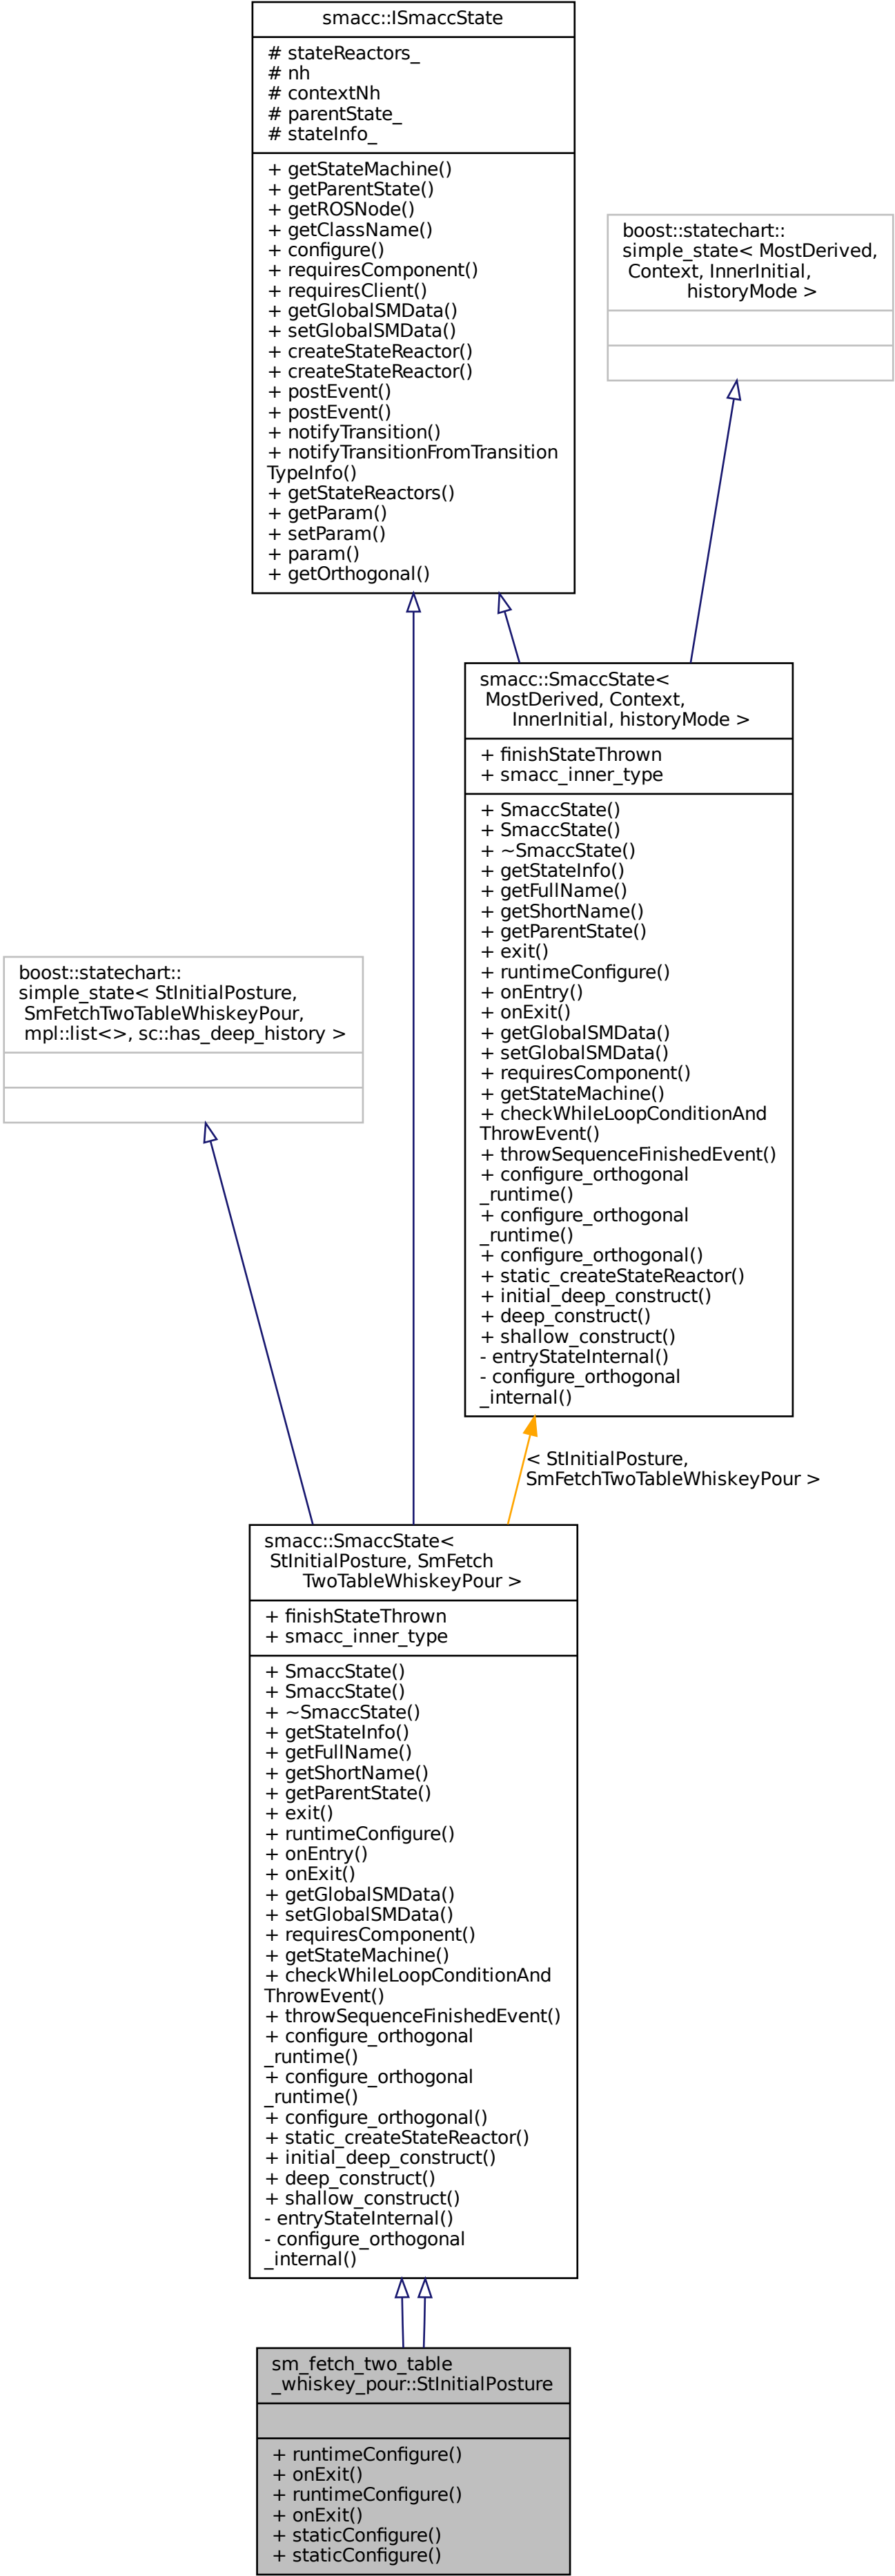 smacc::ISmaccState
# stateReactors_
# nh
# contextNh
# parentState_
# stateInfo_
+ getStateMachine()
+ getParentState()
+ getROSNode()
+ getClassName()
+ configure()
+ requiresComponent()
+ requiresClient()
+ getGlobalSMData()
+ setGlobalSMData()
+ createStateReactor()
+ createStateReactor()
+ postEvent()
+ postEvent()
+ notifyTransition()
+ notifyTransitionFromTransition
TypeInfo()
+ getStateReactors()
+ getParam()
+ setParam()
+ param()
+ getOrthogonal()
boost::statechart::
simple_state< MostDerived,
Context, InnerInitial,
historyMode >
smacc::SmaccState<
MostDerived, Context,
InnerInitial, historyMode >
+ finishStateThrown
+ smacc_inner_type
+ SmaccState()
+ SmaccState()
+ ~SmaccState()
+ getStateInfo()
+ getFullName()
+ getShortName()
+ getParentState()
+ exit()
+ runtimeConfigure()
+ onEntry()
+ onExit()
+ getGlobalSMData()
+ setGlobalSMData()
+ requiresComponent()
+ getStateMachine()
+ checkWhileLoopConditionAnd
ThrowEvent()
+ throwSequenceFinishedEvent()
+ configure_orthogonal
_runtime()
+ configure_orthogonal
_runtime()
+ configure_orthogonal()
+ static_createStateReactor()
+ initial_deep_construct()
+ deep_construct()
+ shallow_construct()
- entryStateInternal()
- configure_orthogonal
_internal()
boost::statechart::
simple_state< StInitialPosture,
SmFetchTwoTableWhiskeyPour,
mpl::list<>, sc::has_deep_history >
< StInitialPosture,
SmFetchTwoTableWhiskeyPour >
smacc::SmaccState<
StInitialPosture, SmFetch
TwoTableWhiskeyPour >
+ finishStateThrown
+ smacc_inner_type
+ SmaccState()
+ SmaccState()
+ ~SmaccState()
+ getStateInfo()
+ getFullName()
+ getShortName()
+ getParentState()
+ exit()
+ runtimeConfigure()
+ onEntry()
+ onExit()
+ getGlobalSMData()
+ setGlobalSMData()
+ requiresComponent()
+ getStateMachine()
+ checkWhileLoopConditionAnd
ThrowEvent()
+ throwSequenceFinishedEvent()
+ configure_orthogonal
_runtime()
+ configure_orthogonal
_runtime()
+ configure_orthogonal()
+ static_createStateReactor()
+ initial_deep_construct()
+ deep_construct()
+ shallow_construct()
- entryStateInternal()
- configure_orthogonal
_internal()
sm_fetch_two_table
_whiskey_pour::StInitialPosture
+ runtimeConfigure()
+ onExit()
+ runtimeConfigure()
+ onExit()
+ staticConfigure()
+ staticConfigure()